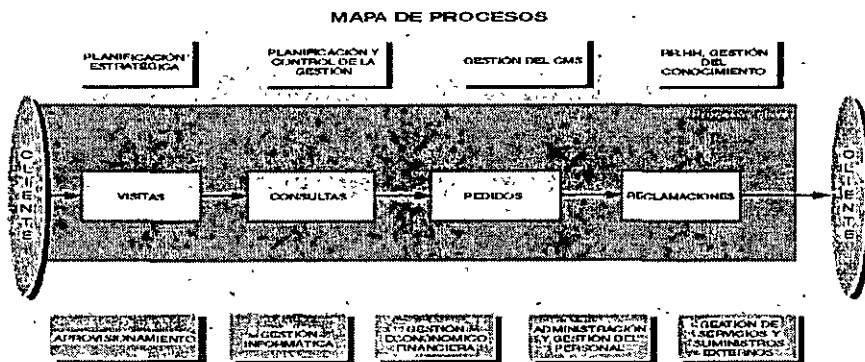 MAPA DE PROCESOS
PLANIFICACIÓN
ESTRATÉGICA
PLANIFICACIÓN Y
CONTROL DE LA
GESTIÓN
GESTIÓN DEL CMS
RR.HH, GESTIÓN
DEL
CONOCIMIENTO
CLIENTE
VISITAS
CONSULTAS
PEDIDOS
RECLAMACIONES
CLIENTE
APROVISIONAMIENTO
GESTIÓN
INFORMÁTICA
GESTIÓN
ECONÓNOMICO
FINANCIERA
ADMINISTRACIÓN
Y GESTIÓN DEL
PERSONAL
GESTIÓN DE
SERVICIOS Y
SUMINISTROS
EXTERNOS